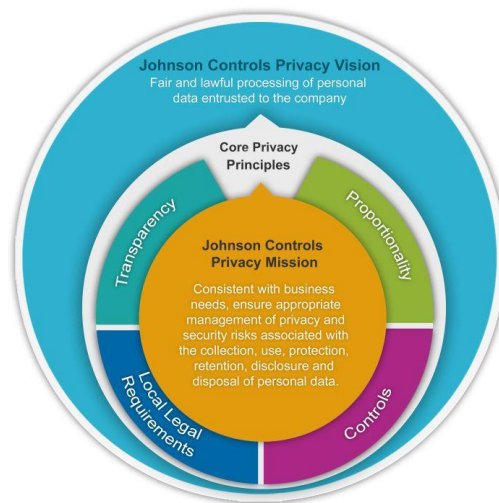 Johnson Controls Privacy Vision
Fair and lawful processing of personal
data entrusted to the company
Core Privacy
Principles
Transparency
Proportionality
Johnson Controls
Privacy Mission
Consistent with business
needs, ensure appropriate
management of privacy and
security risks associated with
the collection, use, protection,
retention, disclosure and
disposal of personal data.
Local Legal
Requirements
Controls